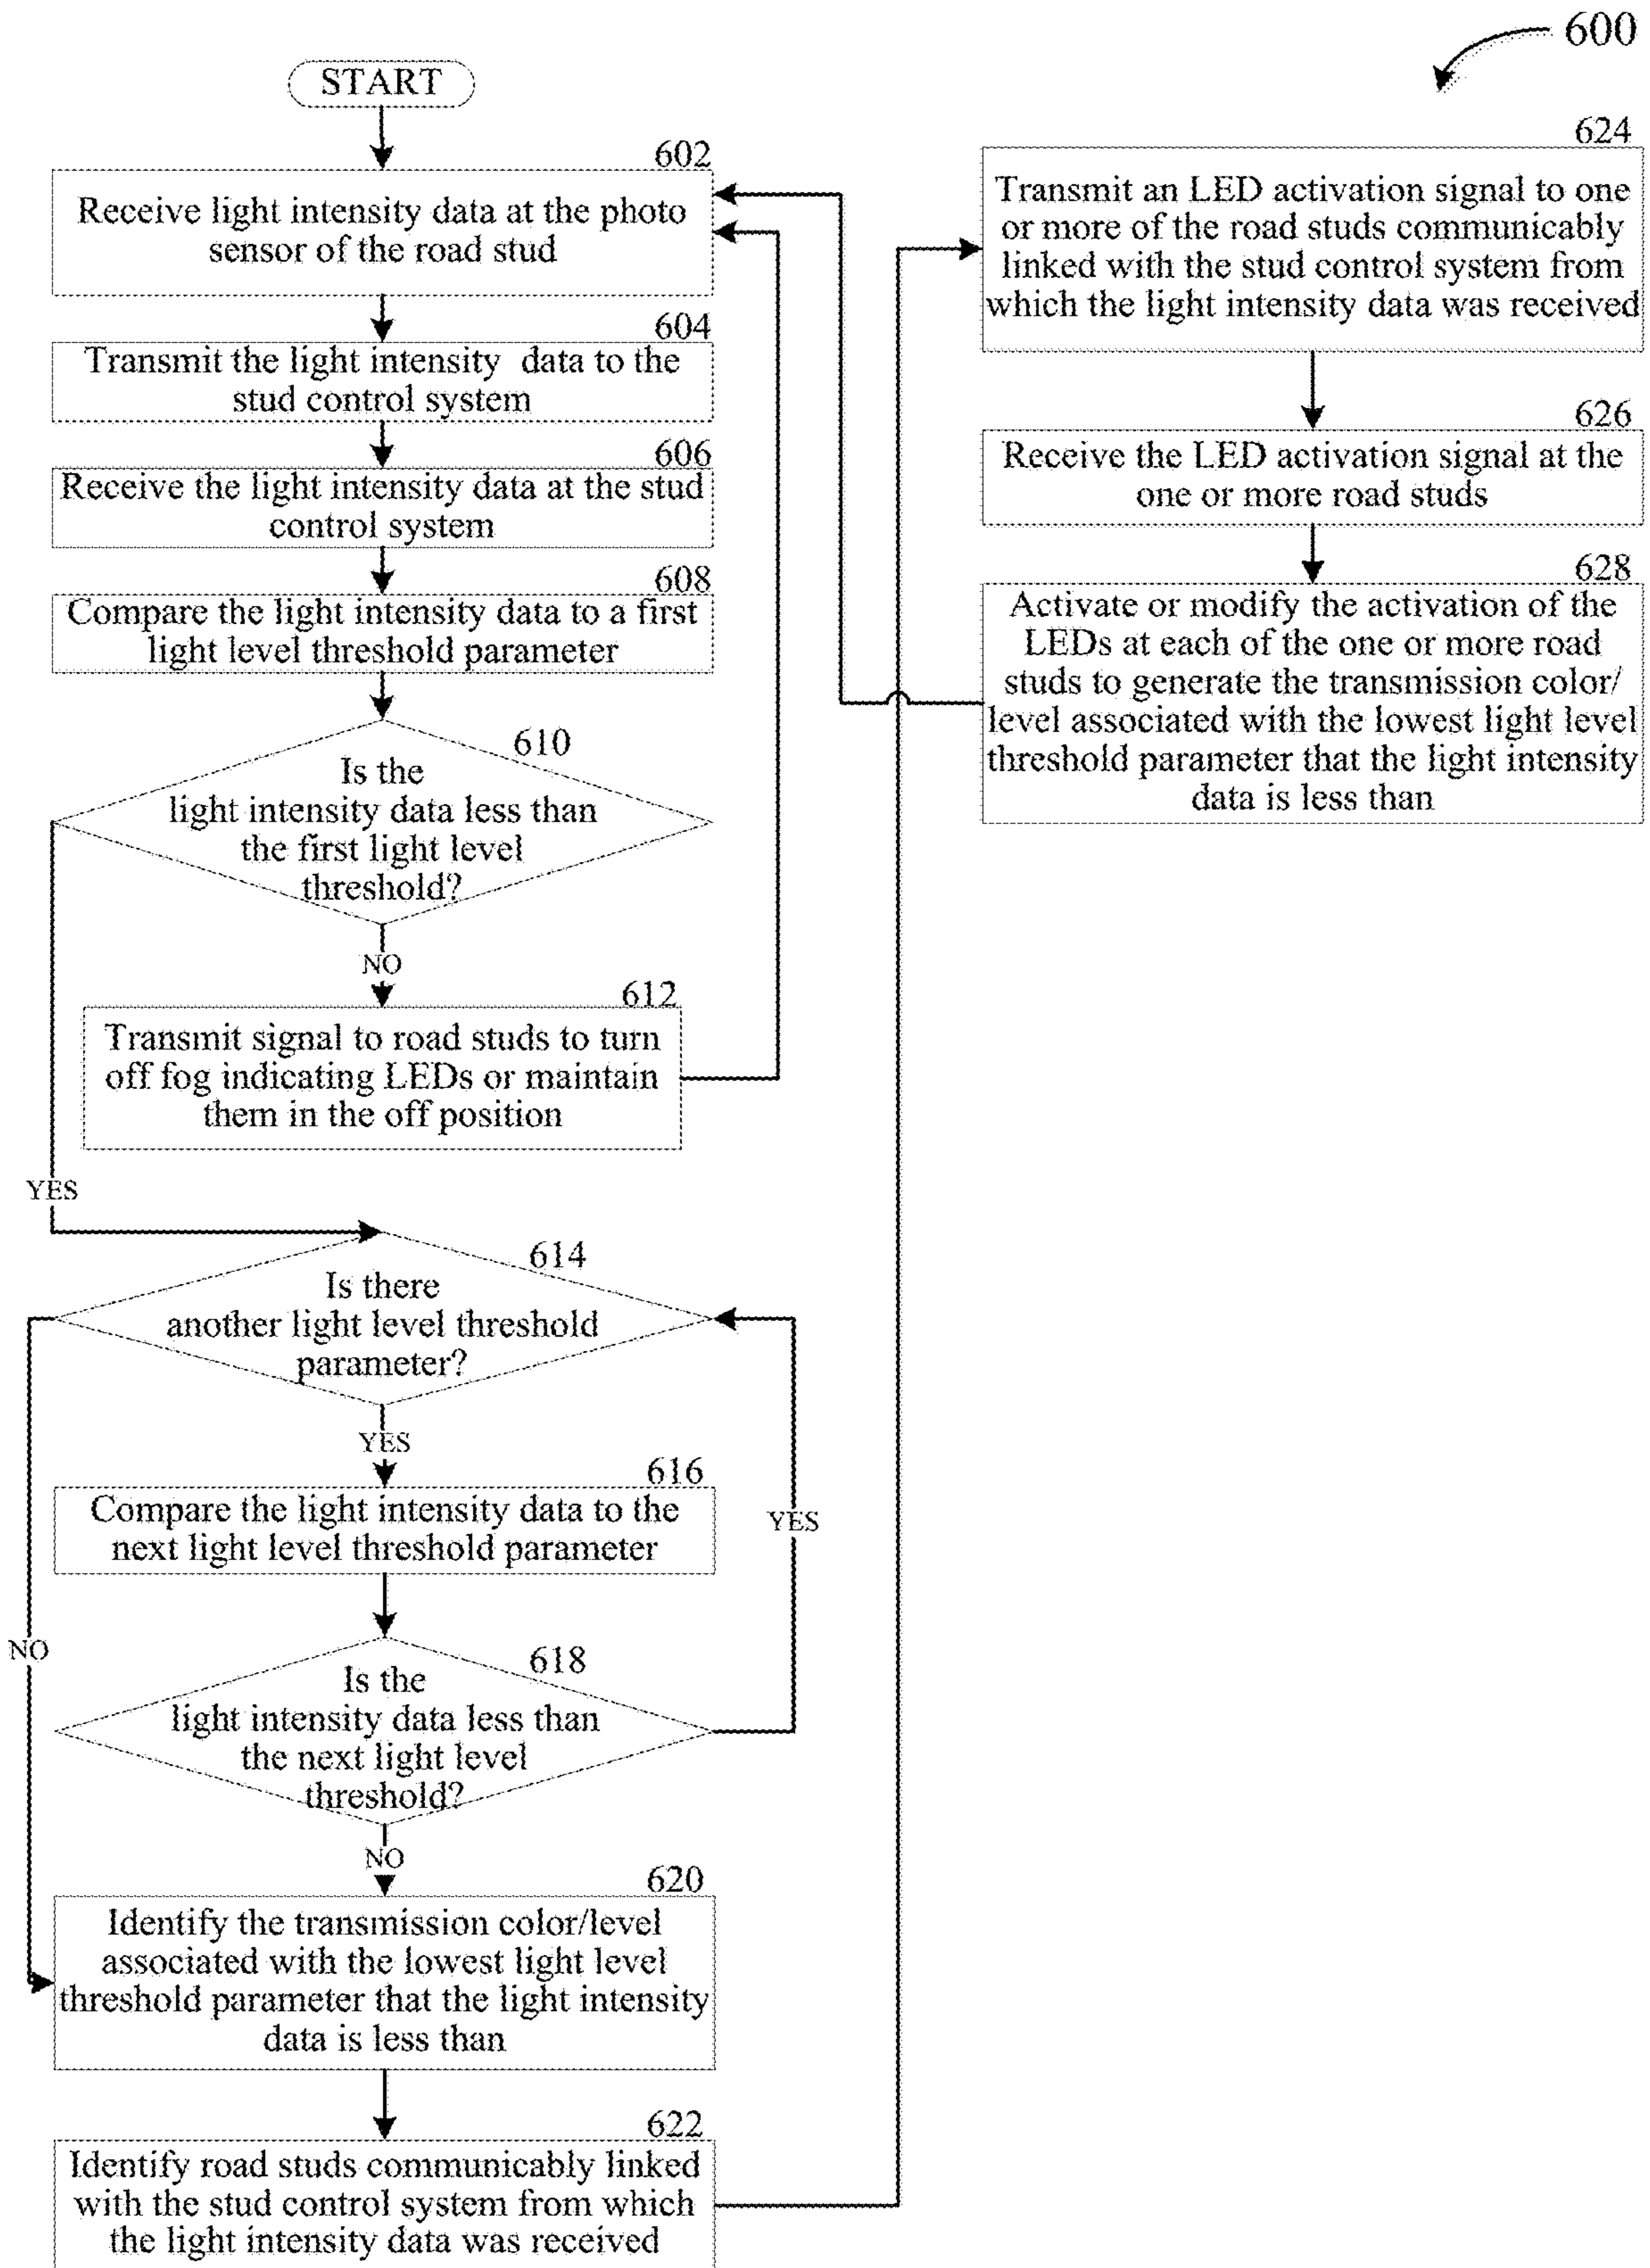 600
START
602
Receive light intensity data at the photo
sensor of the road stud
604
Transmit the light intensity data to the
stud control system
606
Receive the light intensity data at the stud
control system
608
Compare the light intensity data to a first
light level threshold parameter
610
Is the
light intensity data less than
the first light level
threshold?
NO
612
Transmit signal to road studs to turn
off fog indicating LEDs or maintain
them in the off position
YES
614
Is there
another light level threshold
parameter?
YES
616
Compare the light intensity data to the
next light level threshold parameter
YES
NO
618
Is the
light intensity data less than
the next light level
threshold?
NO
620
Identify the transmission color/level
associated with the lowest light level
threshold parameter that the light intensity
data is less than
622
Identify road studs communicably linked
with the stud control system from which
the light intensity data was received
624
Transmit an LED activation signal to one
or more of the road studs communicably
linked with the stud control system from
which the light intensity data was received
626
Receive the LED activation signal at the
one or more road studs
628
Activate or modify the activation of the
LEDs at each of the one or more road
studs to generate the transmission color/
level associated with the lowest light level
threshold parameter that the light intensity
data is less than